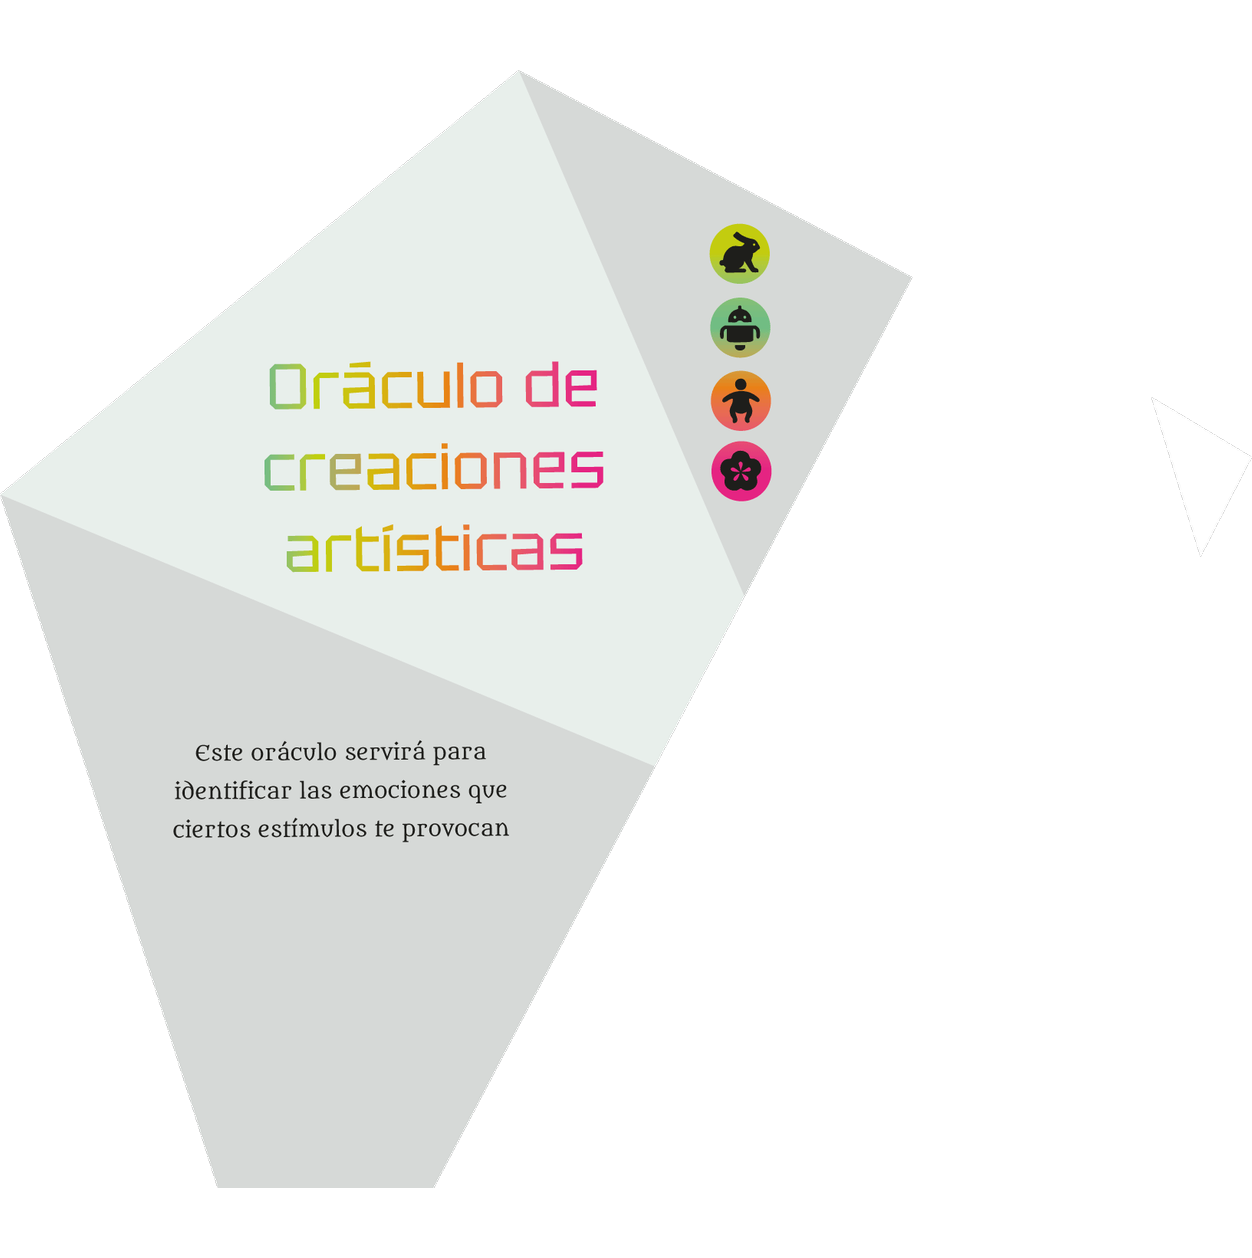 Oráculo de
creaciones
artísticas
Este oráculo servirá para
identificar las emociones que
ciertos estímulos te provocan